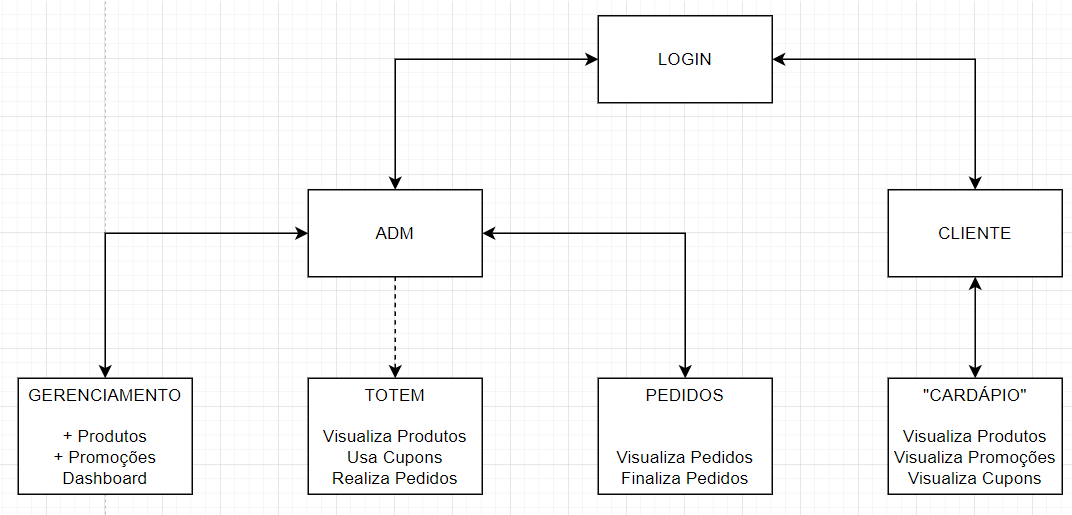 LOGIN
ADM
CLIENTE
GERENCIAMENTO
+ Produtos
+ Promoções
Dashboard
TOTEM
Visualiza Produtos
Usa Cupons
Realiza Pedidos
PEDIDOS
Visualiza Pedidos
Finaliza Pedidos
"CARDÁPIO"
Visualiza Produtos
Visualiza Promoções
Visualiza Cupons